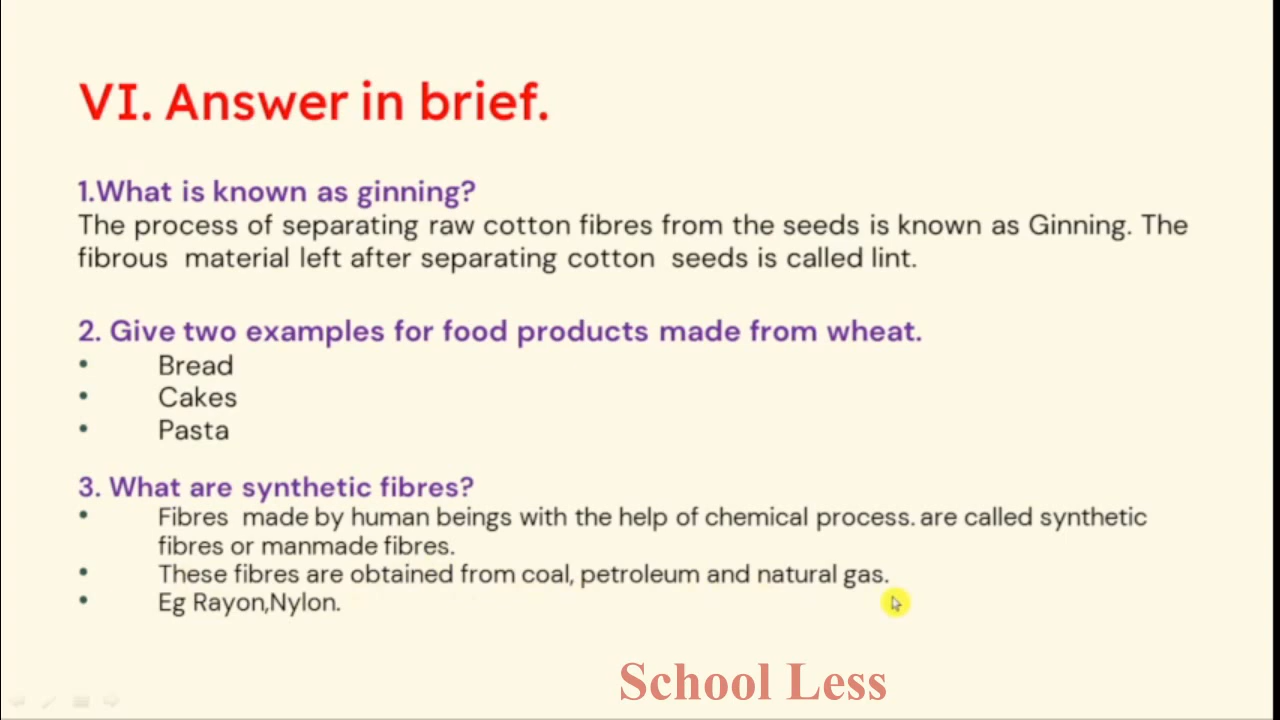 VI. Answer in brief.
1.What is known as ginning?
The process of separating raw cotton fibres from the seeds is known as Ginning. The
fibrous material left after separating cotton seeds is called lint.
2. Give two examples for food products made from wheat.
• Bread
• Cakes
• Pasta
3. What are synthetic fibres?
• Fibres made by human beings with the help of chemical process. are called synthetic
fibres or manmade fibres.
• These fibres are obtained from coal, petroleum and natural gas.
• Eg Rayon,Nylon.
School Less